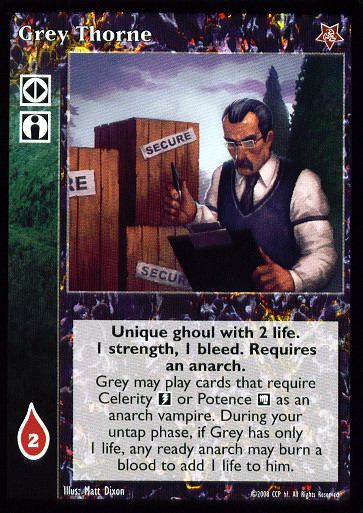 Grey Thorne
SECURE
RE
SECURE
Unique ghoul with 2 life.
1 strength, 1 bleed. Requires
an anarch.
Grey may play cards that require
Celerity or Potence as an
anarch vampire. During your
untap phase, if Grey has only
1 life, any ready anarch may burn a
blood to add 1 life to him.
2
Illus: Matt Dixon
©2008 CCP hf. All Rights Reserved